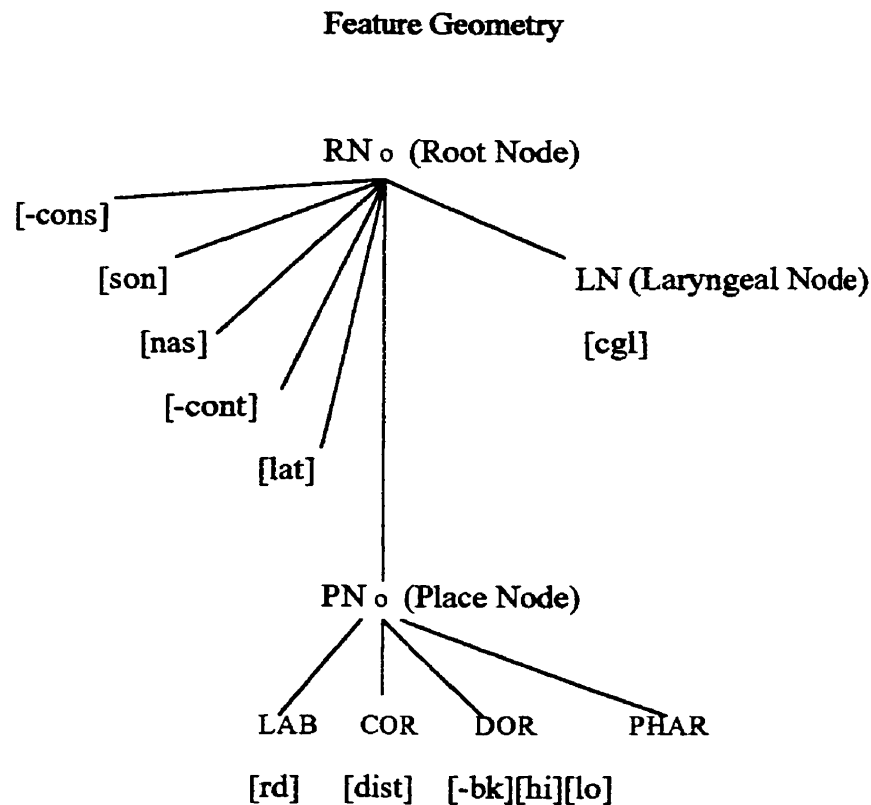 Feature Geometry
RN o (Root Node)
[-cons]
[son]
LN (Laryngeal Node)
[nas]
[cgl]
[-cont]
[lat]
PN o (Place Node)
LAB COR DOR PHAR
[rd] [dist] [-bk][hi][lo]